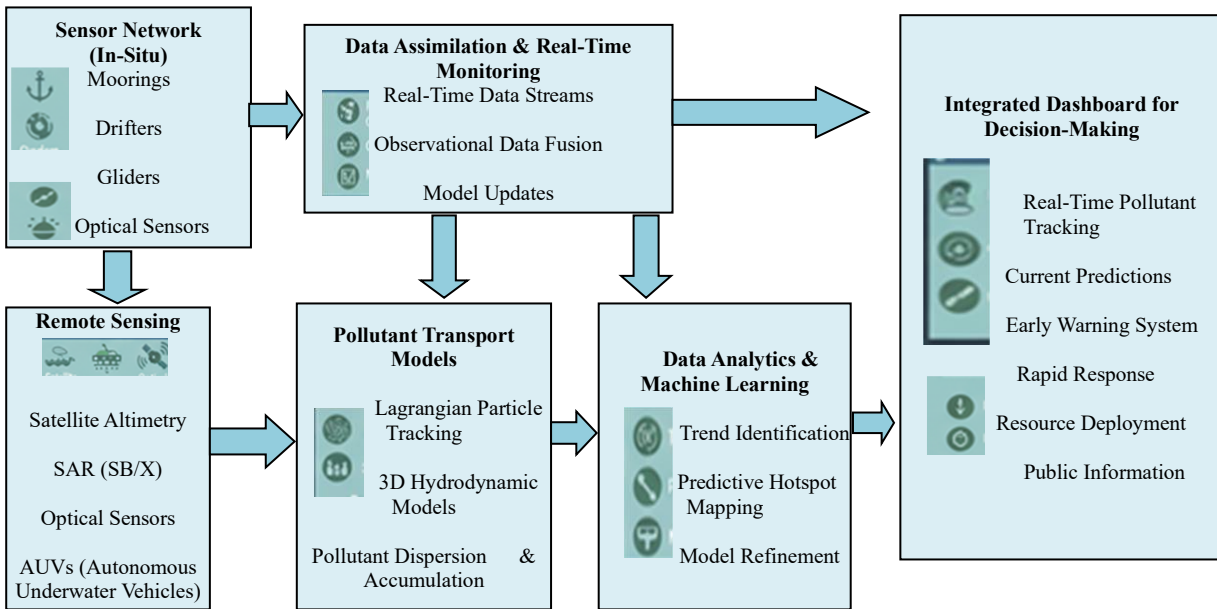 Sensor Network
(In-Situ)
Moorings
Drifters
Gliders
Optical Sensors
Data Assimilation & Real-Time
Monitoring
Real-Time Data Streams
Observational Data Fusion
Model Updates
Integrated Dashboard for
Decision-Making
Real-Time Pollutant
Tracking
Current Predictions
Early Warning System
Rapid Response
Resource Deployment
Public Information
Remote Sensing
Satellite Altimetry
SAR (SB/X)
Optical Sensors
AUVs (Autonomous
Underwater Vehicles)
Pollutant Transport
Models
Lagrangian Particle
Tracking
3D Hydrodynamic
Models
Pollutant Dispersion &
Accumulation
Data Analytics &
Machine Learning
Trend Identification
Predictive Hotspot
Mapping
Model Refinement